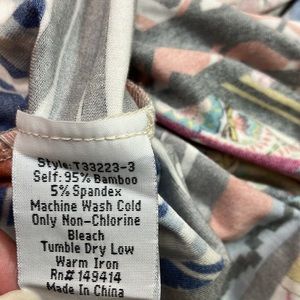 Style: T33223-3
Self: 95% Bamboo
5% Spandex
Machine Wash Cold
Only Non-Chlorine
Bleach
Tumble Dry Low
Warm Iron
Rn# 149414
Made In China